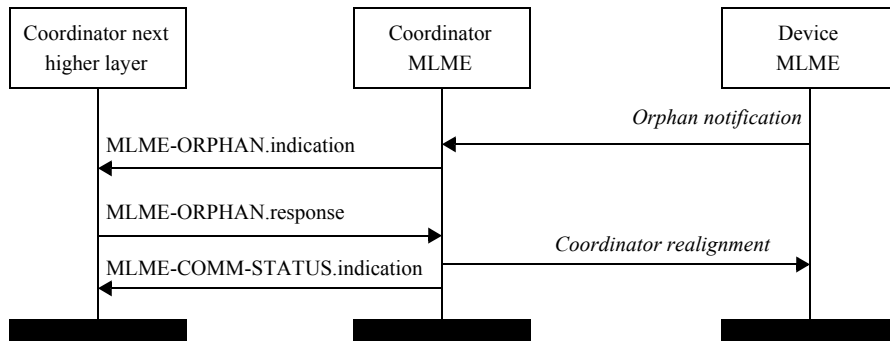 Coordinator next
higher layer
Coordinator
MLME
Device
MLME
Orphan notification
MLME-ORPHAN.indication
MLME-ORPHAN.response
Coordinator realignment
MLME-COMM-STATUS.indication